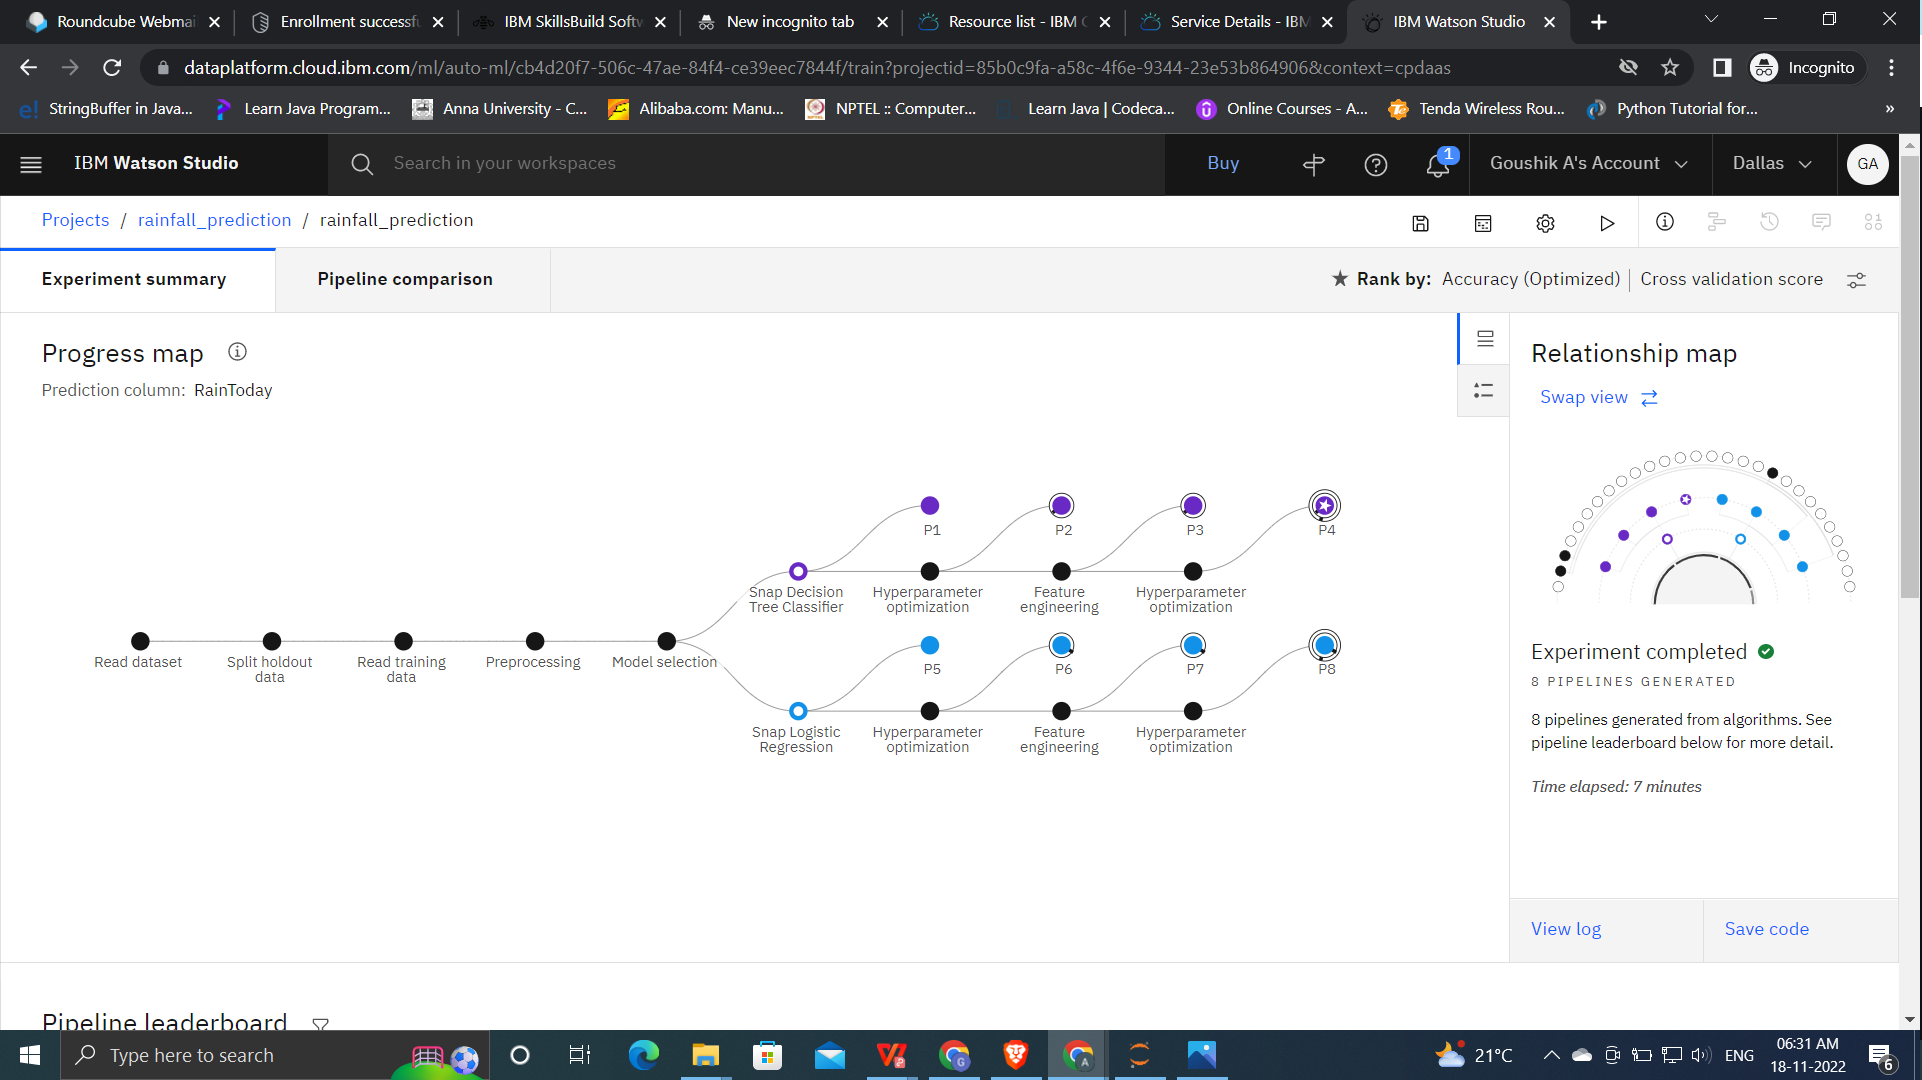 Roundcube Webmai
Enrollment successfu
IBM SkillsBuild Softw
New incognito tab
Resource list - IBM C
Service Details - IBM
IBM Watson Studio
dataplatform.cloud.ibm.com/ml/auto-ml/cb4d20f7-506c-47ae-84f4-ce39eec7844f/train?projectid=85b0c9fa-a58c-4f6e-9344-23e53b864906&context=cpdaas
Incognito
StringBuffer in Java...
Learn Java Program...
Anna University - C...
Alibaba.com: Manu...
NPTEL :: Computer...
Learn Java | Codeca...
Online Courses - A...
Tenda Wireless Rou...
Python Tutorial for...
»
IBM Watson Studio
Search in your workspaces
Buy
1
Goushik A's Account
Dallas
GA
Projects / rainfall_prediction / rainfall_prediction
Experiment summary
Pipeline comparison
Rank by: Accuracy (Optimized) | Cross validation score
Progress map
Prediction column: RainToday
Relationship map
Swap view
P1
P2
P3
P4
Snap Decision
Tree Classifier
Hyperparameter
optimization
Feature
engineering
Hyperparameter
optimization
Read dataset
Split holdout
data
Read training
data
Preprocessing
Model selection
P5
P6
P7
P8
Snap Logistic
Regression
Hyperparameter
optimization
Feature
engineering
Hyperparameter
optimization
Experiment completed
8 PIPELINES GENERATED
8 pipelines generated from algorithms. See
pipeline leaderboard below for more detail.
Time elapsed: 7 minutes
View log
Save code
Pipeline leaderboard
Type here to search
21°C
ENG
06:31 AM
18-11-2022
6